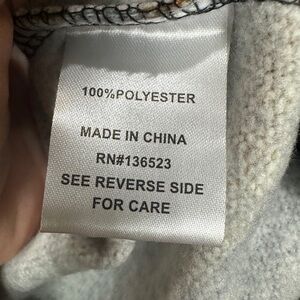 100%POLYESTER
MADE IN CHINA
RN#136523
SEE REVERSE SIDE
FOR CARE